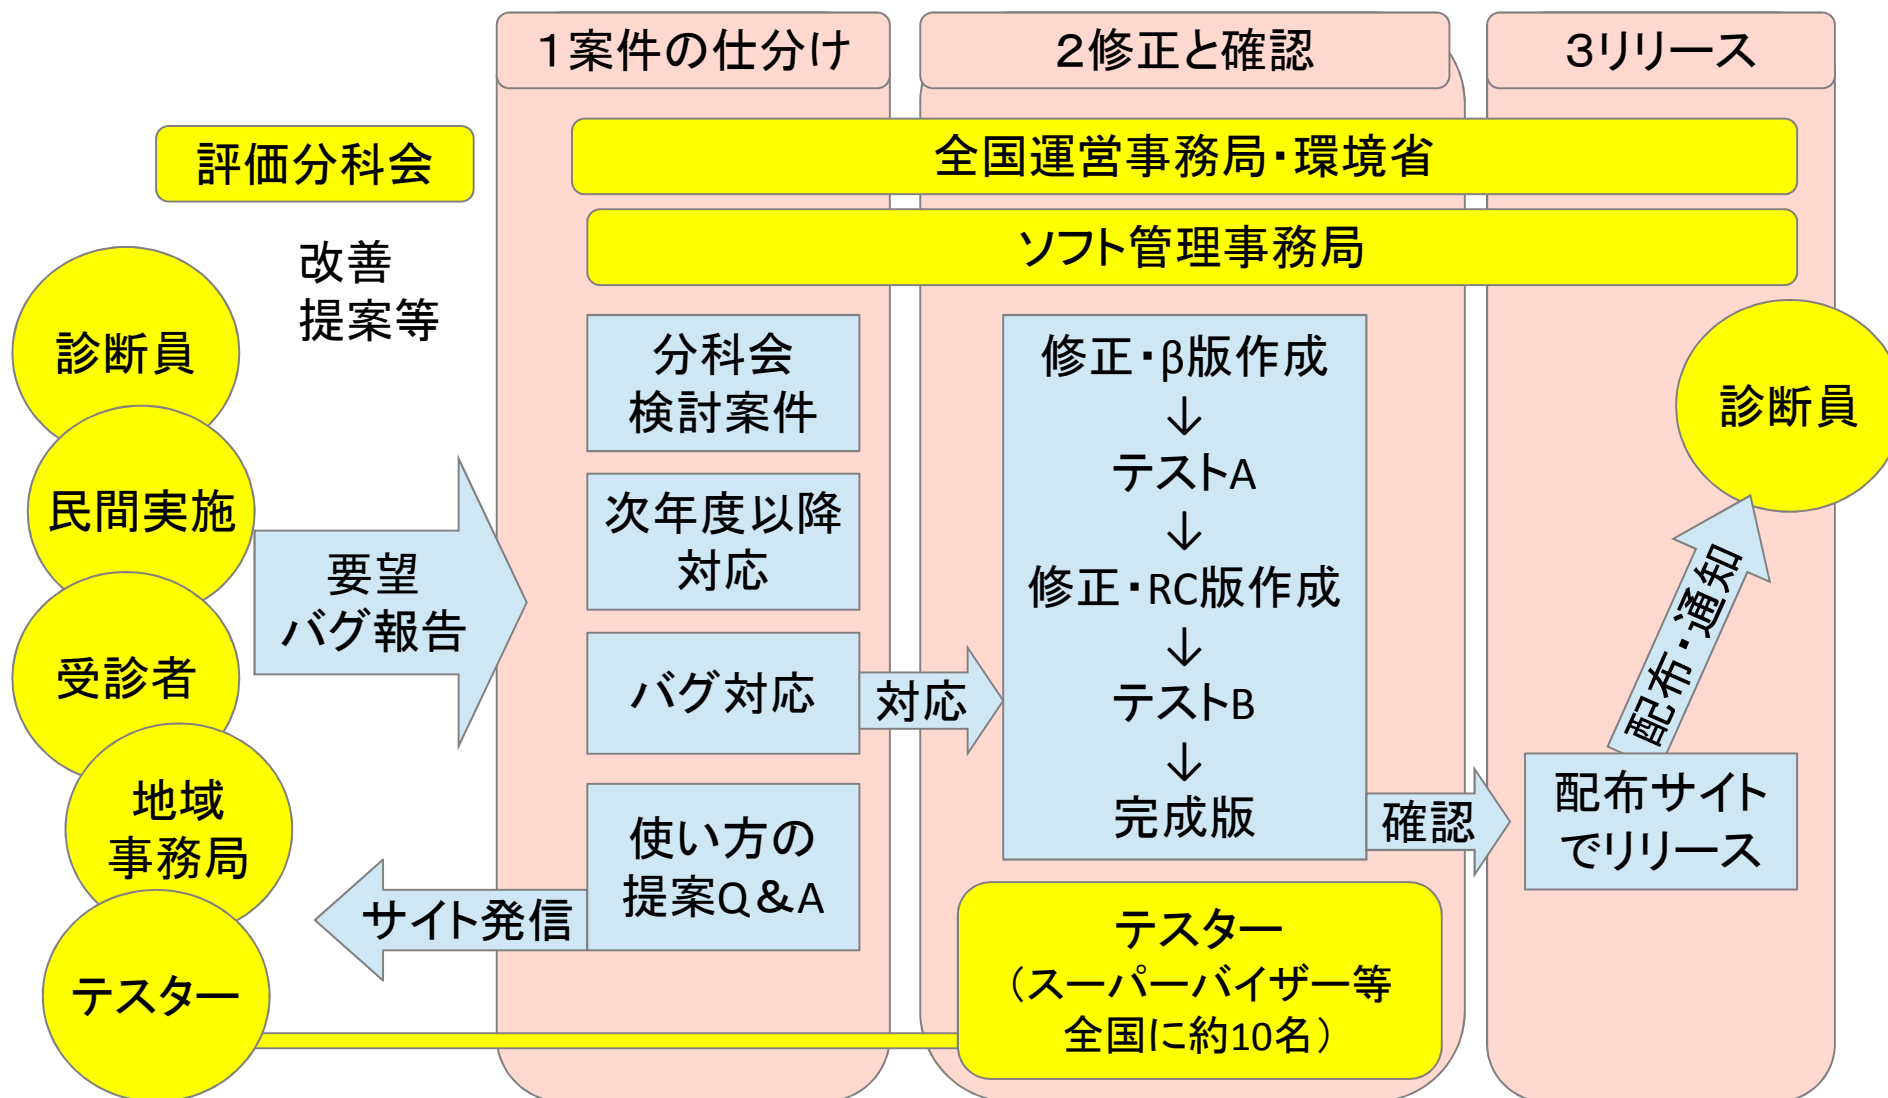 1案件の仕分け
2修正と確認
3リリース
評価分科会
全国運営事務局・環境省
ソフト管理事務局
改善
提案等
診断員
民間実施
受診者
地域
事務局
テスター
要望
バグ報告
分科会
検討案件
次年度以降
対応
バグ対応
使い方の
提案Q&A
サイト発信
対応
修正・β版作成
↓
テストA
↓
修正・RC版作成
↓
テストB
↓
完成版
テスター
(スーパーバイザー等
全国に約10名)
確認
配布サイト
でリリース
配布・通知
診断員